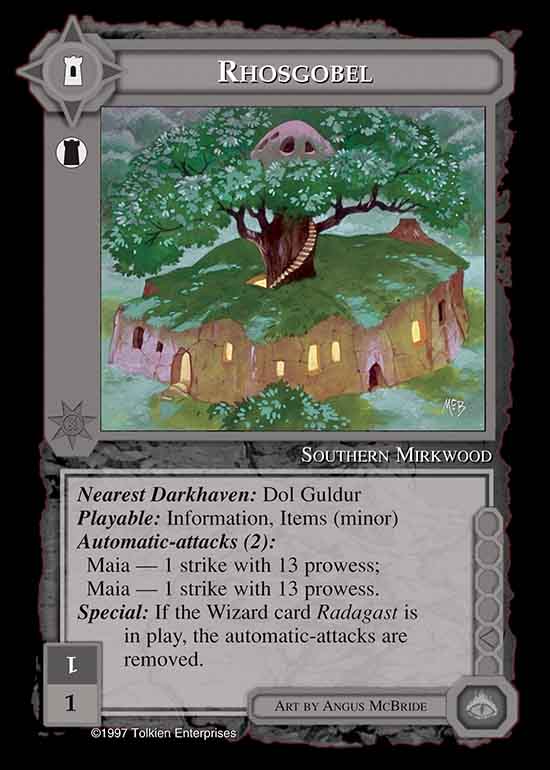 RHOSGOBEL
McB
SOUTHERN MIRKWOOD
Nearest Darkhaven: Dol Guldur
Playable: Information, Items (minor)
Automatic-attacks (2):
Maia — 1 strike with 13 prowess;
Maia — 1 strike with 13 prowess.
Special: If the Wizard card Radagast is
in play, the automatic-attacks are
removed.
1
1
ART BY ANGUS MCBRIDE
©1997 Tolkien Enterprises